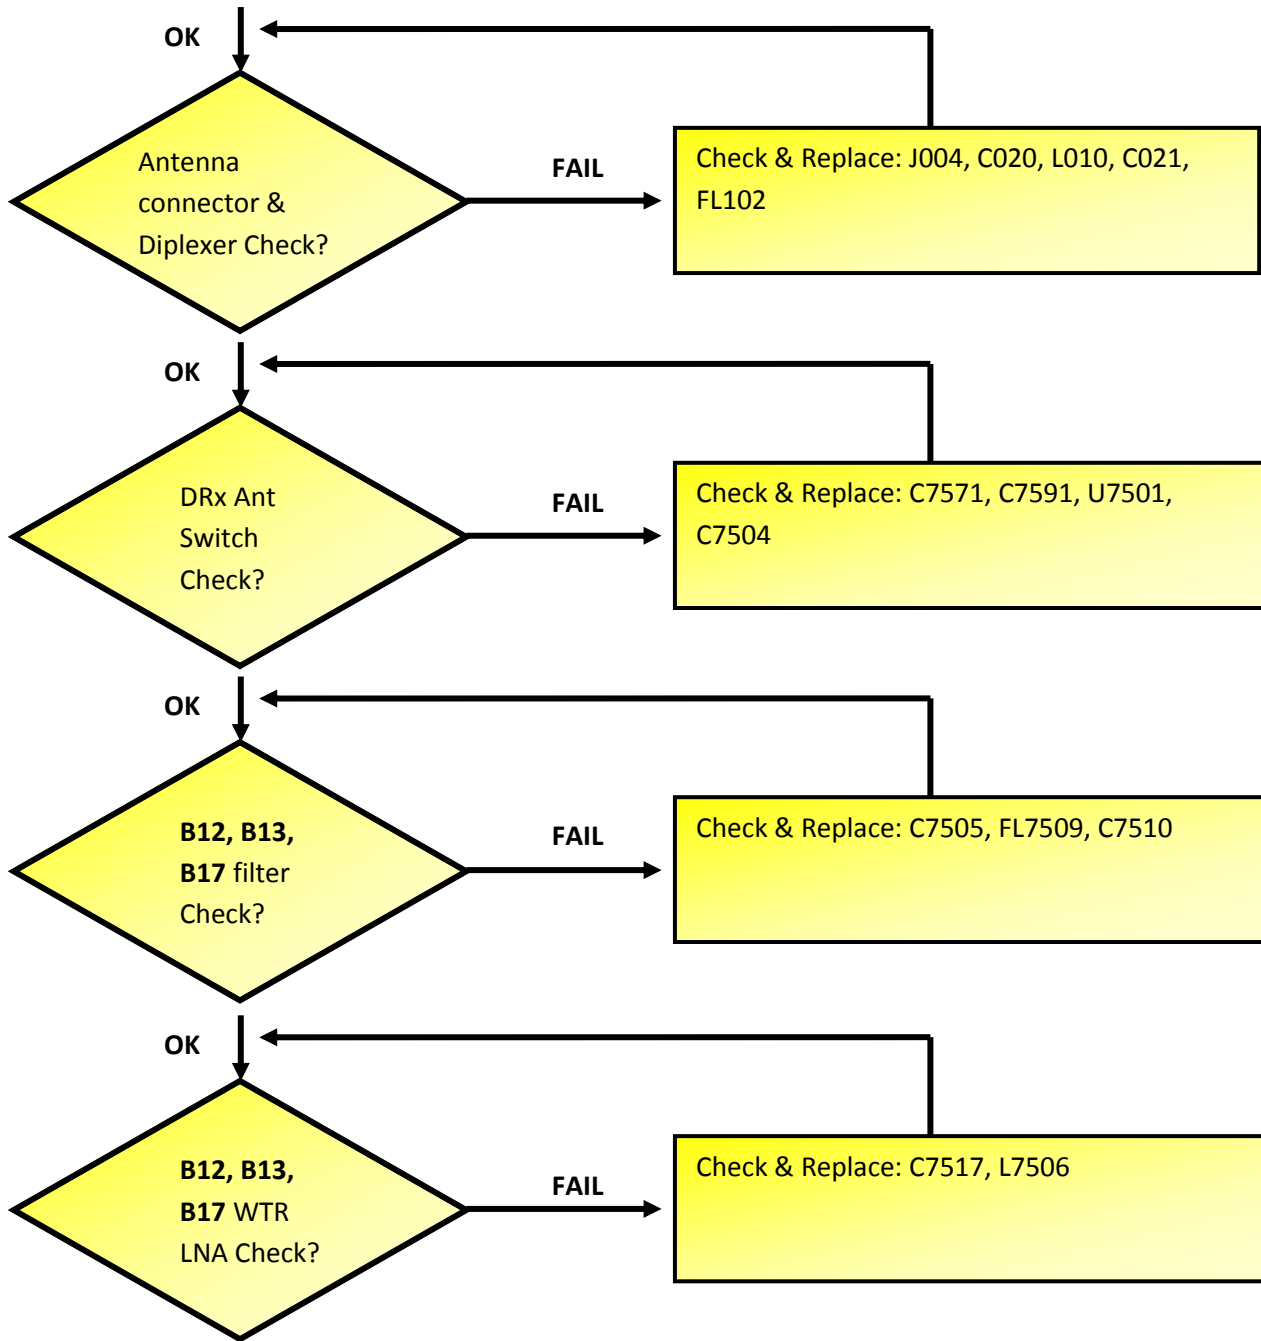 OK
Antenna
connector &
Diplexer Check?
FAIL
Check & Replace: J004, C020, L010, C021,
FL102
OK
DRx Ant
Switch
Check?
FAIL
Check & Replace: C7571, C7591, U7501,
C7504
OK
B12, B13,
B17 filter
Check?
FAIL
Check & Replace: C7505, FL7509, C7510
OK
B12, B13,
B17 WTR
LNA Check?
FAIL
Check & Replace: C7517, L7506